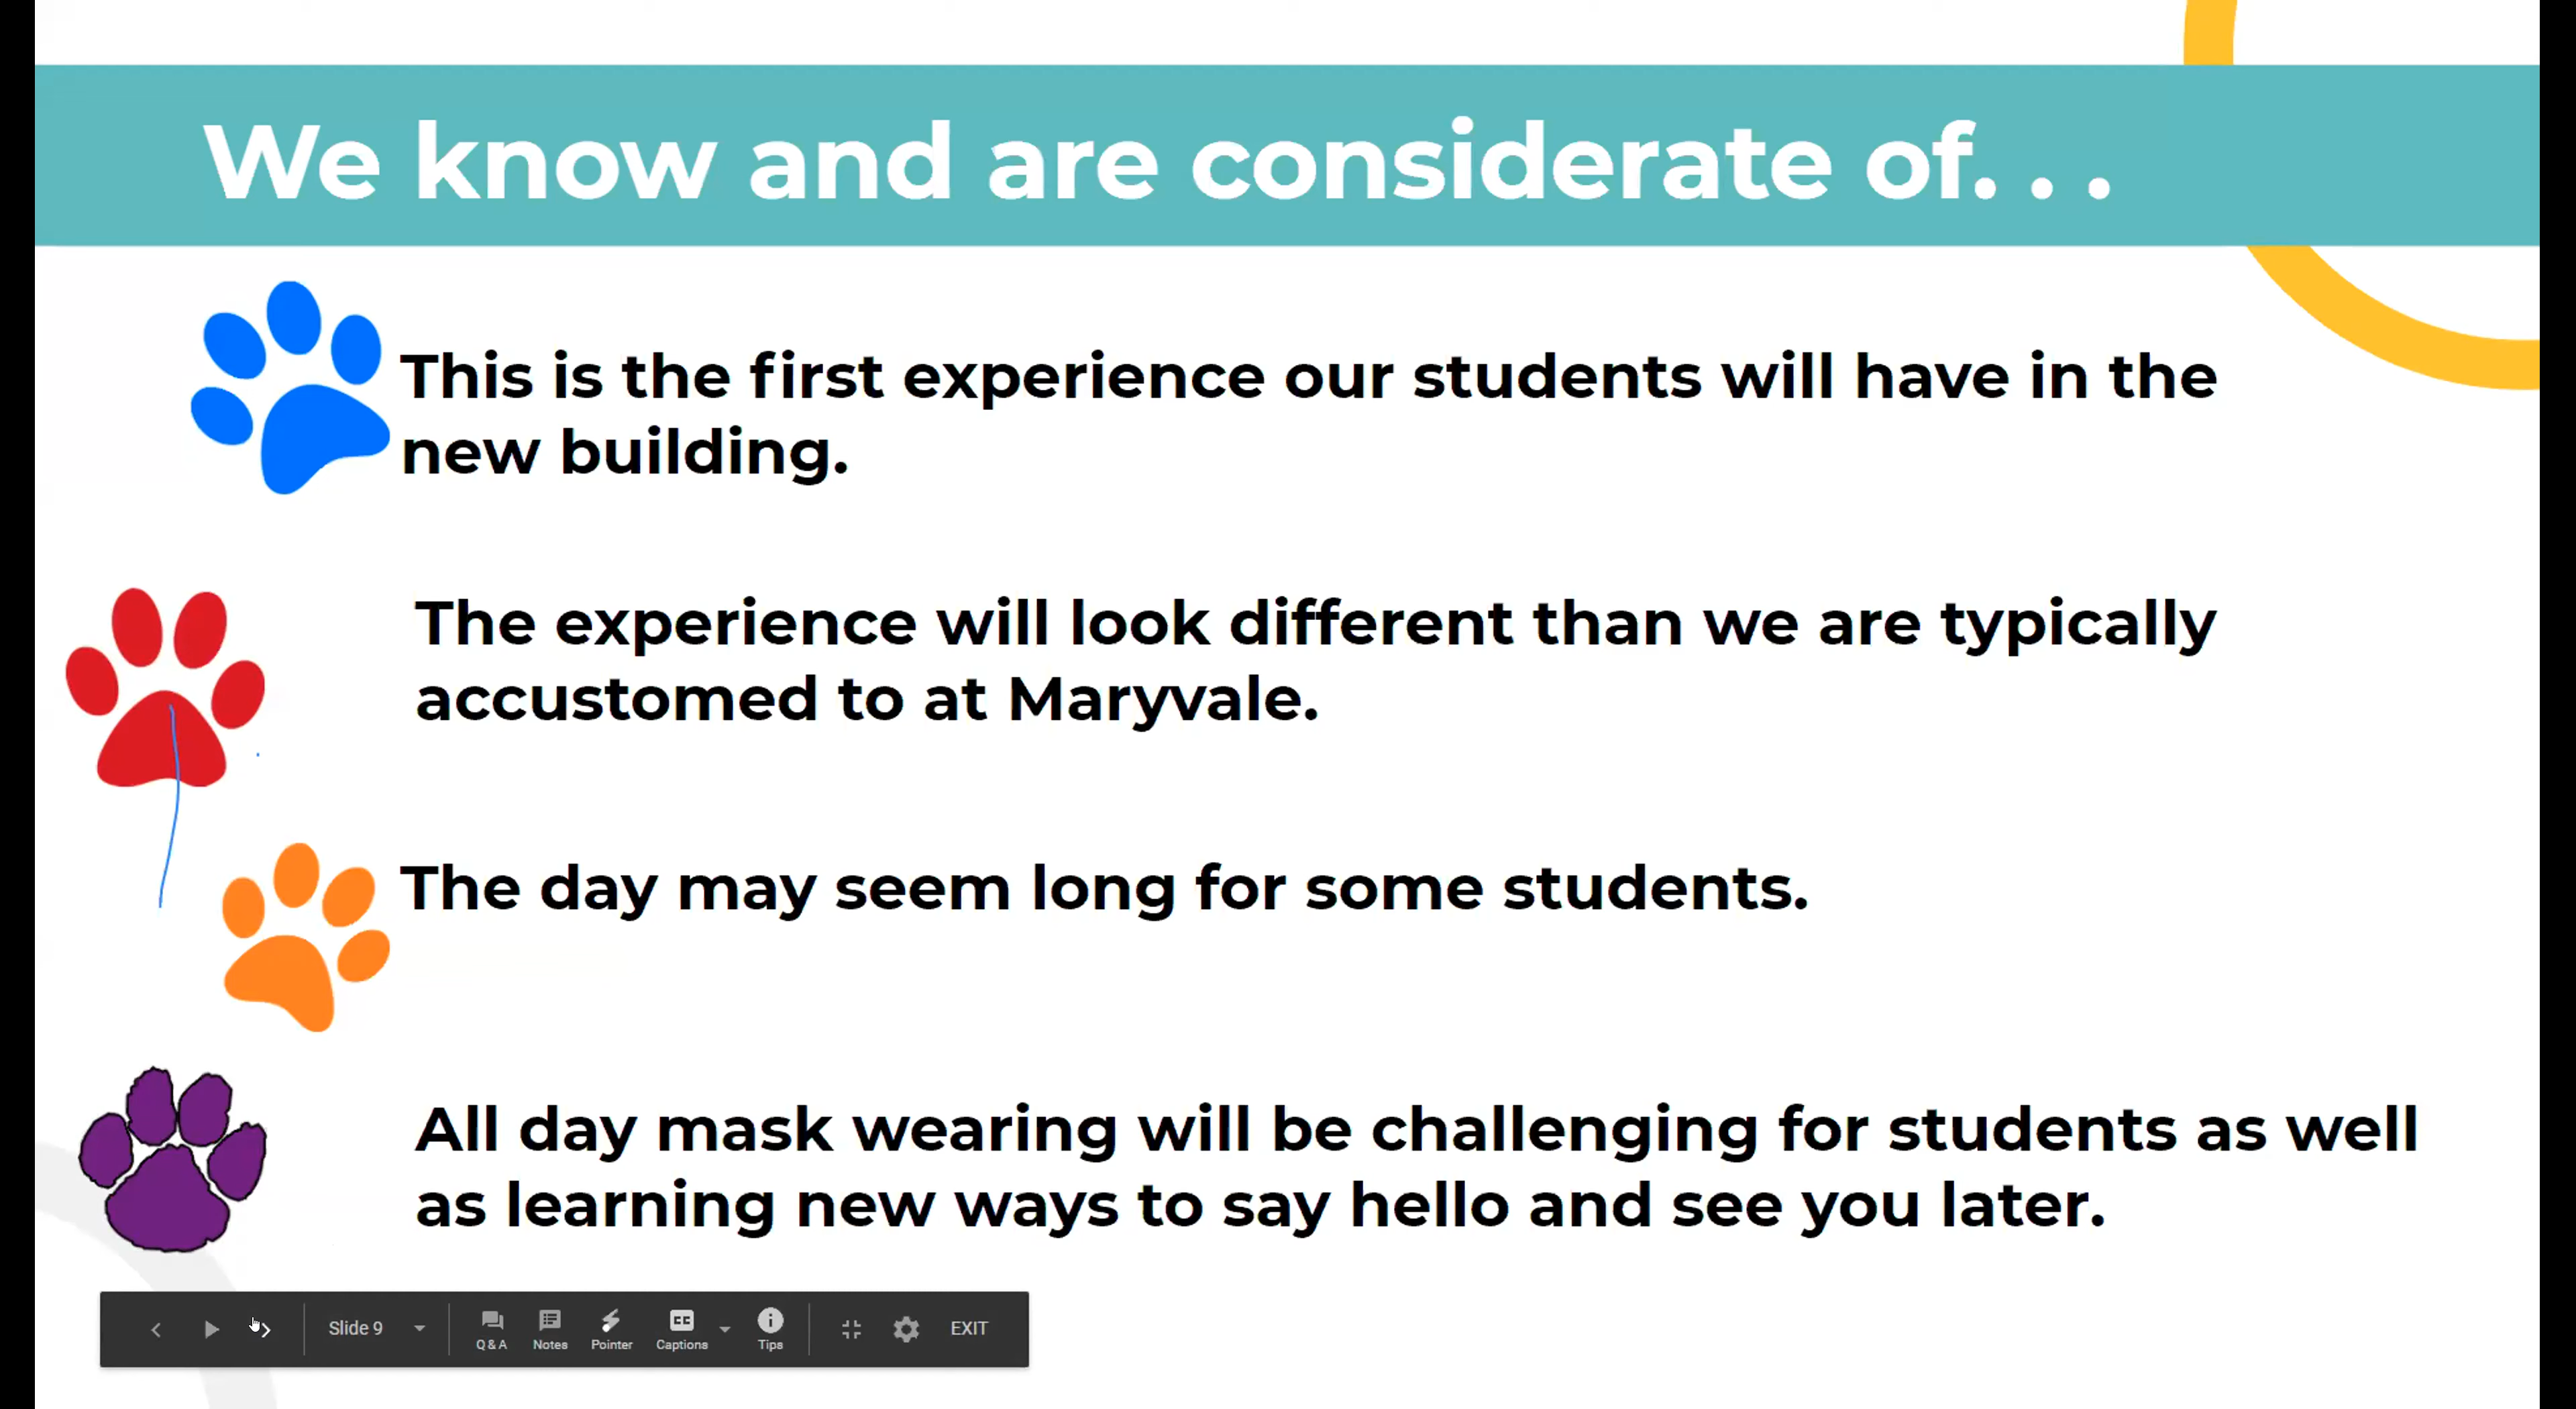 We know and are considerate of. . .
This is the first experience our students will have in the
new building.
The experience will look different than we are typically
accustomed to at Maryvale.
The day may seem long for some students.
All day mask wearing will be challenging for students as well
as learning new ways to say hello and see you later.
Slide 9 Q & A Notes Pointer CC Captions Tips EXIT